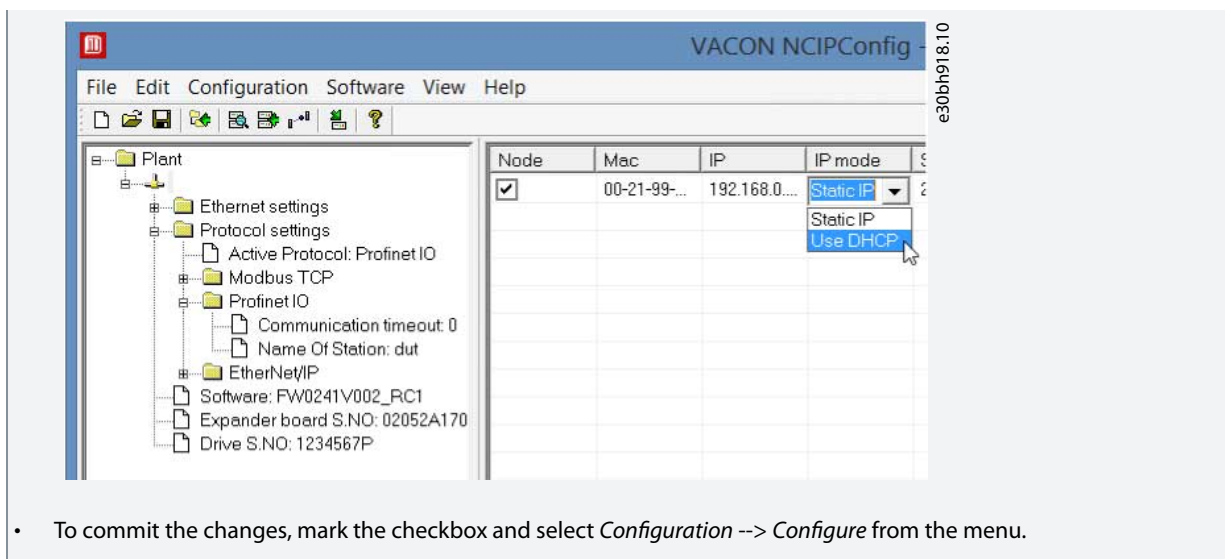 VACON NCIPConfig -
e30bh918.10
File Edit Configuration Software View Help
Plant
Ethernet settings
Protocol settings
Active Protocol: Profinet IO
Modbus TCP
Profinet IO
Communication timeout: 0
Name Of Station: dut
EtherNet/IP
Software: FW0241V002_RC1
Expander board S.NO: 02052A170
Drive S.NO: 1234567P
Node Mac IP IP mode
00-21-99-... 192.168.0.... Static IP 2
Static IP
Use DHCP
• To commit the changes, mark the checkbox and select Configuration --> Configure from the menu.